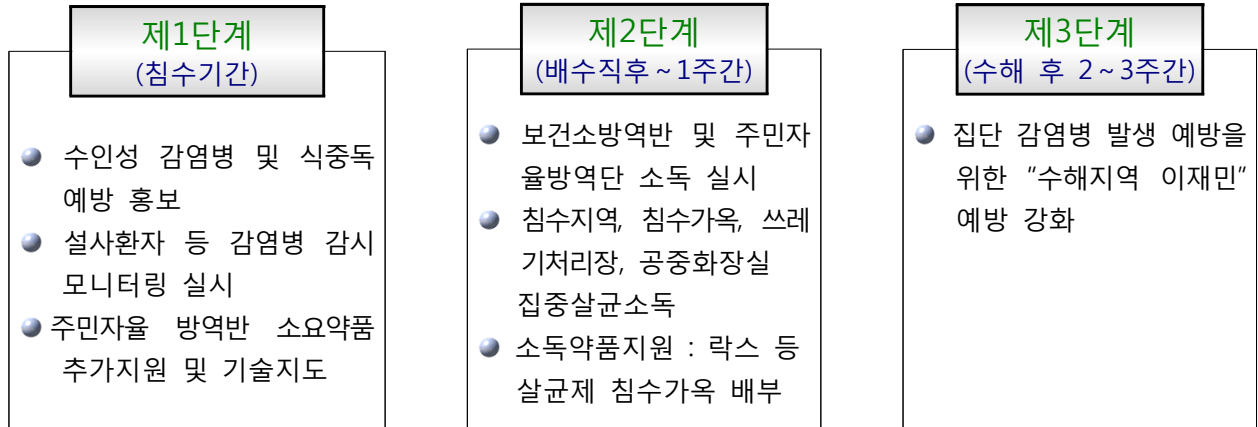 제1단계
(침수기간)
수인성 감염병 및 식중독
예방 홍보
설사환자 등 감염병 감시
모니터링 실시
주민자율 방역반 소요약품
추가지원 및 기술지도
제2단계
(배수직후~1주간)
보건소방역반 및 주민자
율방역단 소독 실시
침수지역, 침수가옥, 쓰레
기처리장, 공중화장실
집중살균소독
소독약품지원 : 락스 등
살균제 침수가옥 배부
제3단계
(수해 후 2~3주간)
집단 감염병 발생 예방을
위한 "수해지역 이재민"
예방 강화